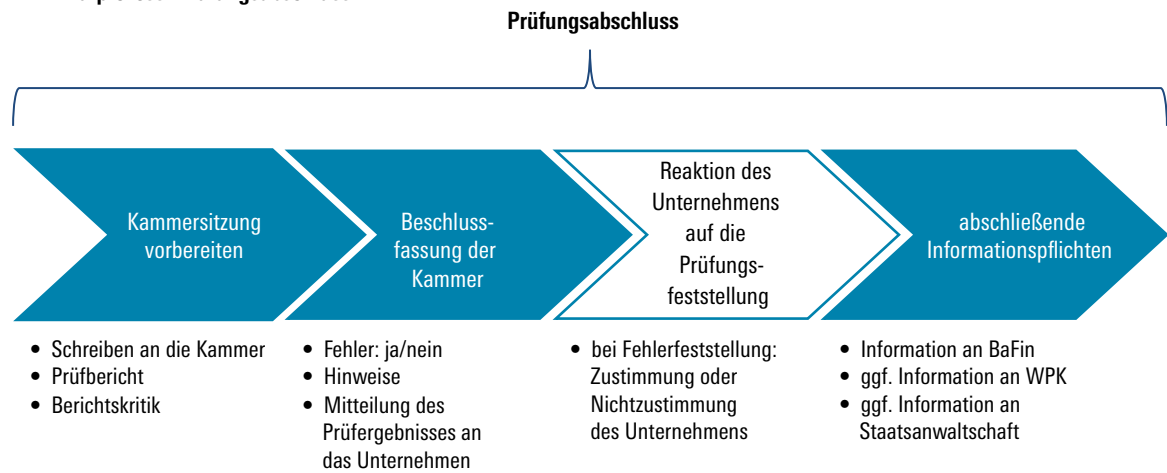 Prüfungsabschluss
Kammersitzung
vorbereiten
Beschluss-
fassung der
Kammer
Reaktion des
Unternehmens
auf die
Prüfungs-
feststellung
abschließende
Informationspflichten
• Schreiben an die Kammer
• Prüfbericht
• Berichtskritik
• Fehler: ja/nein
• Hinweise
• Mitteilung des
Prüfergebnisses an
das Unternehmen
• bei Fehlerfeststellung:
Zustimmung oder
Nichtzustimmung
des Unternehmens
• Information an BaFin
• ggf. Information an WPK
• ggf. Information an
Staatsanwaltschaft